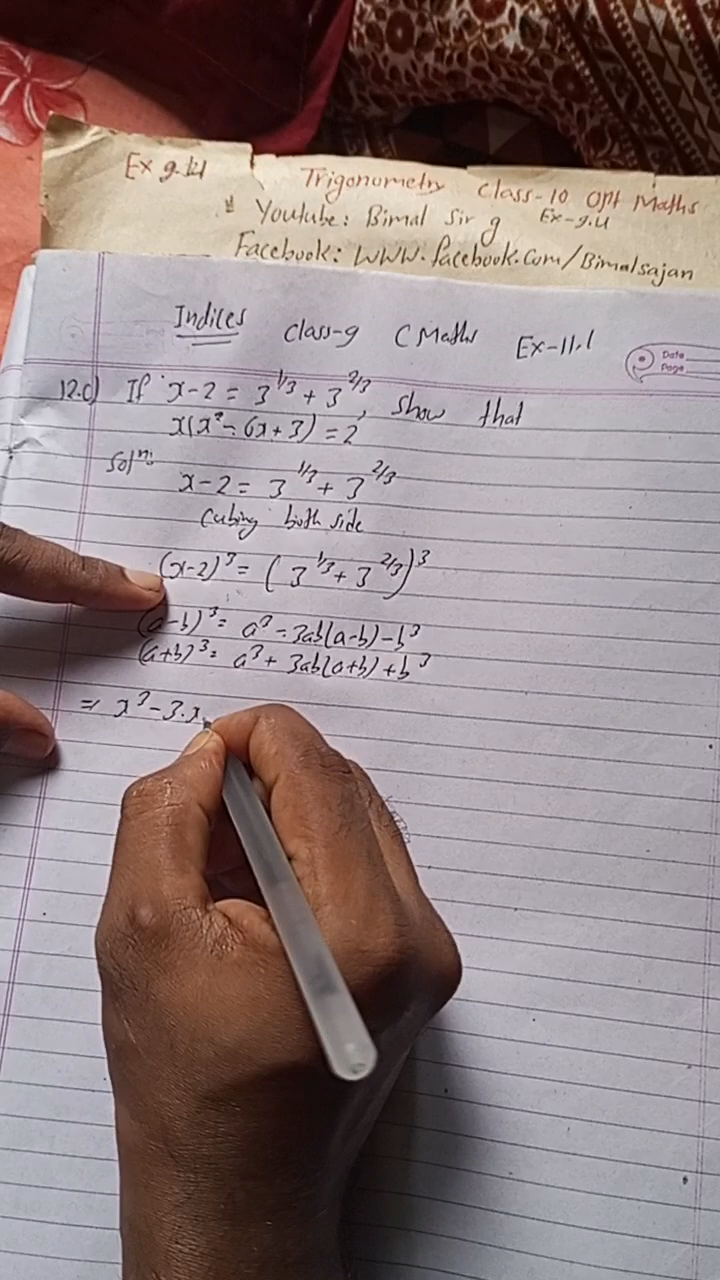 Ex 9.4
Trigonometry Class-10 Opt Maths
Youtube: Bimal Sir g Ex-9.4
Facebook: WWW.facebook.Com/Bimalsajan
Indices Class-9 C Maths Ex-11.1
Date
Page
12.c) If x-2 = 3^1/3 + 3^2/3, show that
x(x²-6x+3) = 2
Solⁿ:
x-2 = 3^1/3 + 3^2/3
Cubing both side
(x-2)³ = (3^1/3 + 3^2/3)³
(a-b)³ = a³-3ab(a-b)-b³
(a+b)³ = a³+3ab(a+b)+b³
⇒ x³-3.x